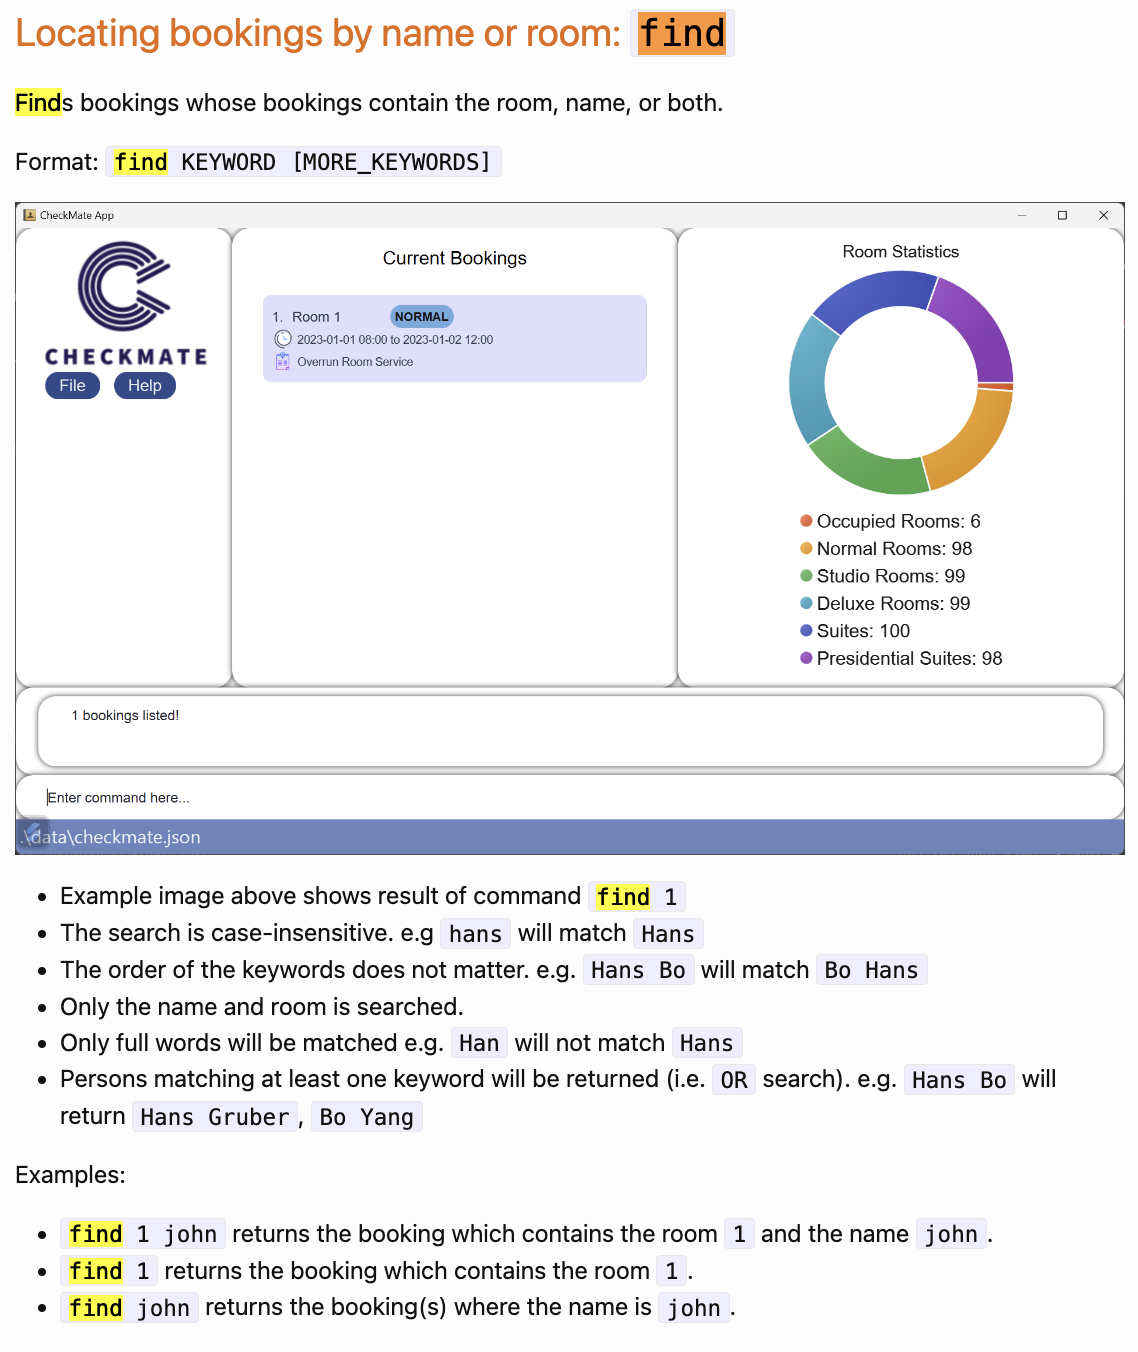 Locating bookings by name or room: find
Finds bookings whose bookings contain the room, name, or both.
Format: find KEYWORD [MORE_KEYWORDS]
CheckMate App
CHECKMATE
File Help
Current Bookings
1. Room 1 NORMAL
2023-01-01 08:00 to 2023-01-02 12:00
Overrun Room Service
Room Statistics
Occupied Rooms: 6
Normal Rooms: 98
Studio Rooms: 99
Deluxe Rooms: 99
Suites: 100
Presidential Suites: 98
1 bookings listed!
Enter command here...
.\data\checkmate.json
• Example image above shows result of command find 1
• The search is case-insensitive. e.g hans will match Hans
• The order of the keywords does not matter. e.g. Hans Bo will match Bo Hans
• Only the name and room is searched.
• Only full words will be matched e.g. Han will not match Hans
• Persons matching at least one keyword will be returned (i.e. OR search). e.g. Hans Bo will
return Hans Gruber, Bo Yang
Examples:
• find 1 john returns the booking which contains the room 1 and the name john.
• find 1 returns the booking which contains the room 1.
• find john returns the booking(s) where the name is john.